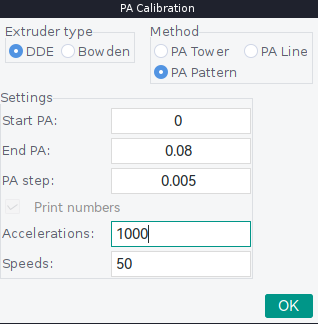 PA Calibration
Extruder type
Method
DDE Bowden
PA Tower PA Line
PA Pattern
Settings
Start PA: 0
End PA: 0.08
PA step: 0.005
Print numbers
Accelerations: 1000
Speeds: 50
OK